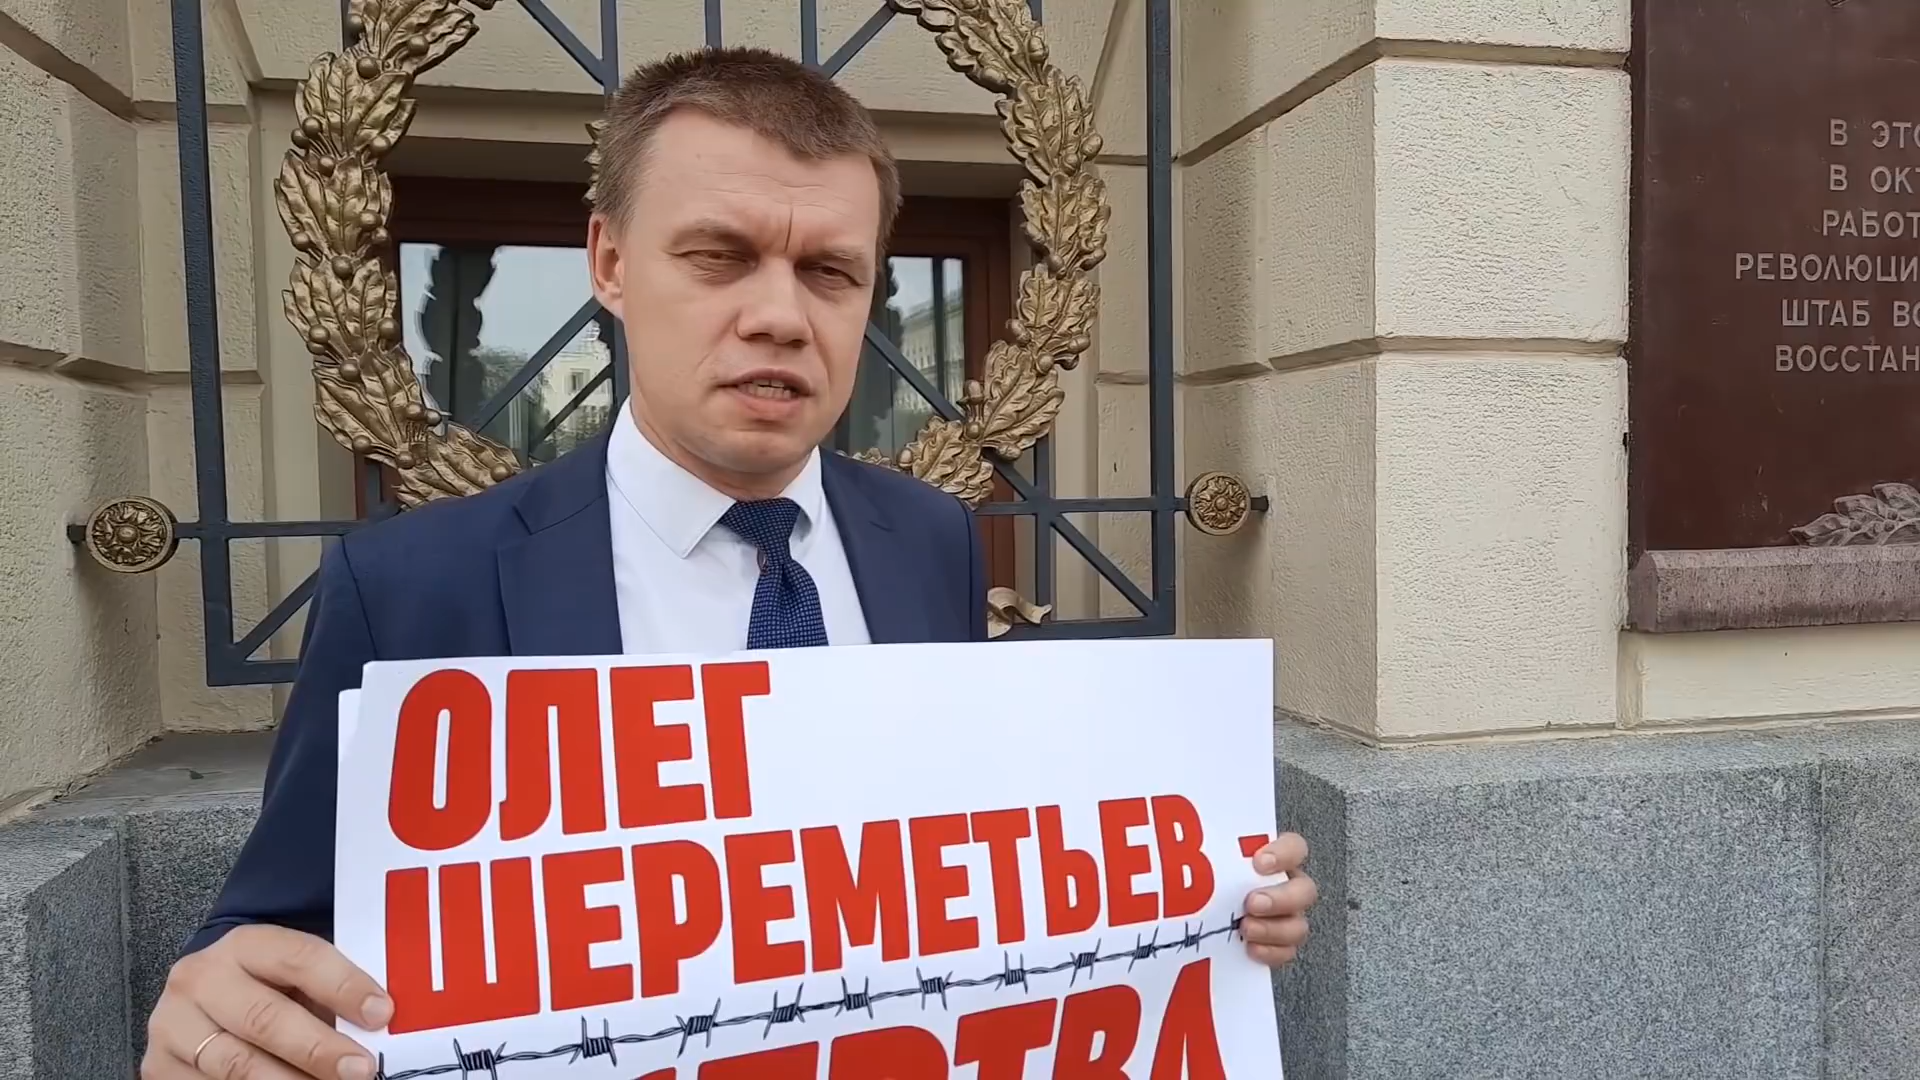 ОЛЕГ
ШЕРЕМЕТЬЕВ -
В ЭТО
В ОКТ
РАБОТ
РЕВОЛЮЦИ
ШТАБ ВО
ВОССТАН